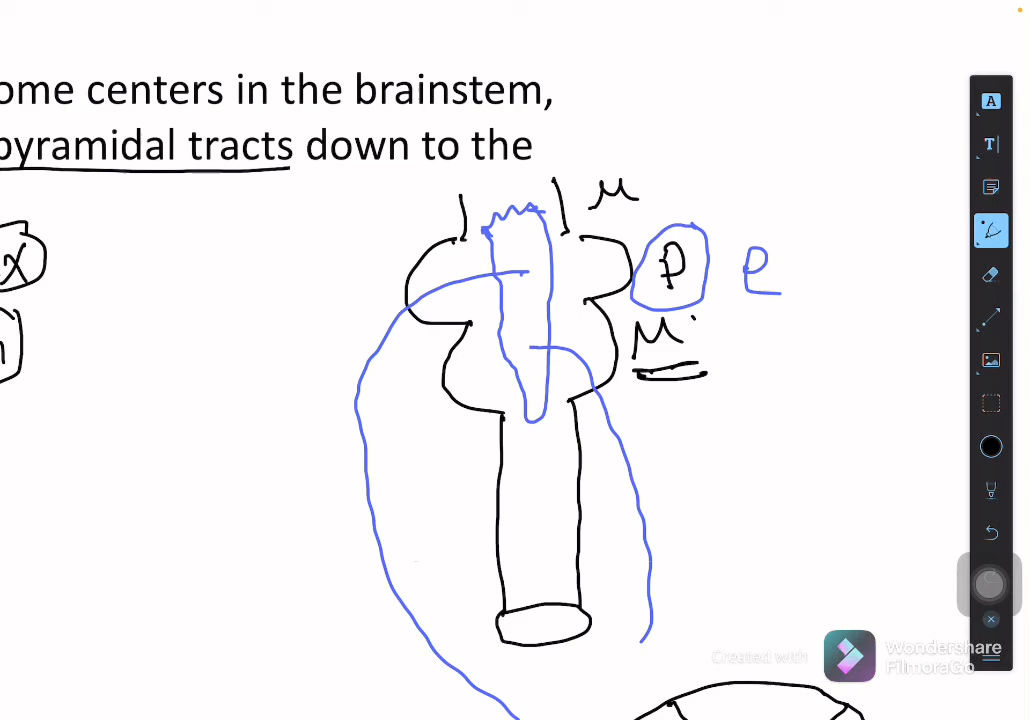 ome centers in the brainstem,
pyramidal tracts down to the
M
x
P
P
M
n
A
T
Created with Wondershare FilmoraGo